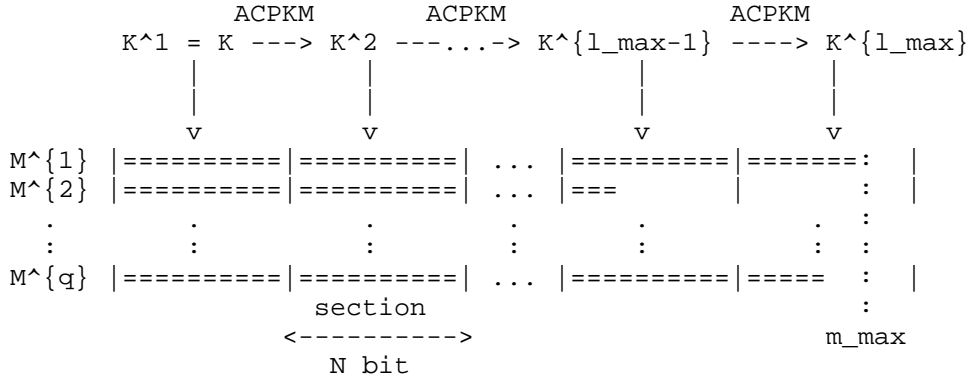 ACPKM           ACPKM                    ACPKM
        K^1 = K ---> K^2 ---...-> K^{l_max-1} ----> K^{l_max}
            |           |                 |            |
            |           |                 |            |
            v           v                 v            v
M^{1} |==========|==========| ... |==========|=======:  |
M^{2} |==========|==========| ... |===       |       :  |
  .         .           .         .       .          .  :
  :         :           :         :       :          :  :
M^{q} |==========|==========| ... |==========|=====  :  |
                   section                           :
                 <---------->                      m_max
                    N bit